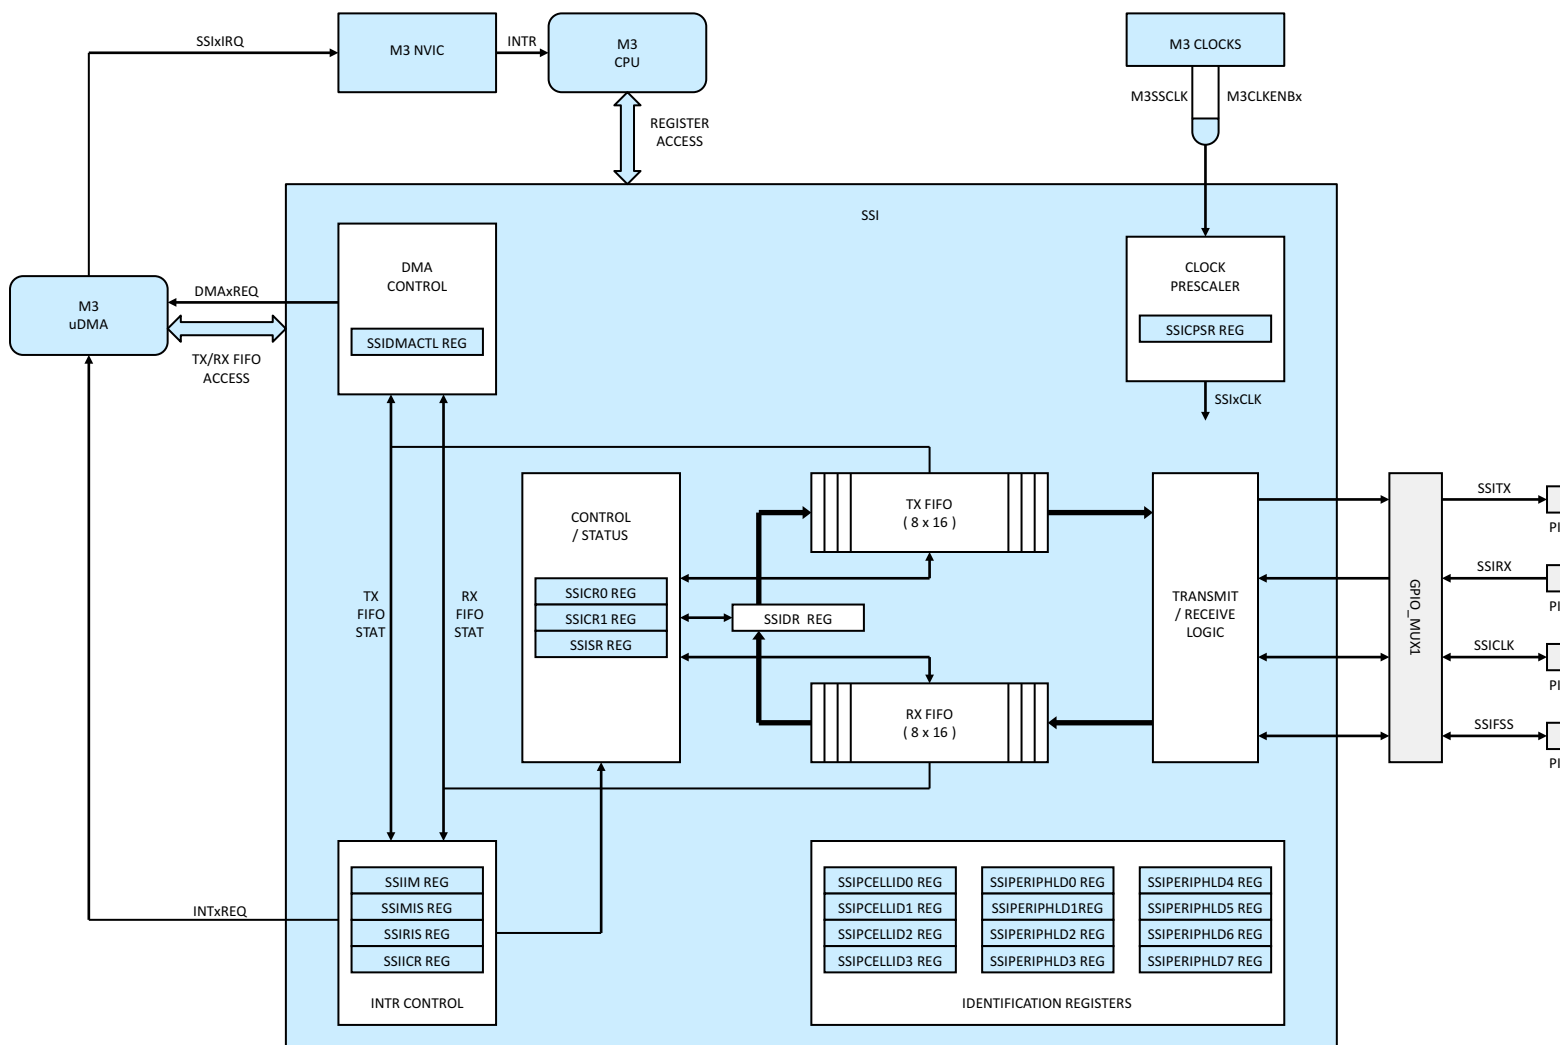 SSIxIRQ
M3 NVIC
INTR
M3
CPU
M3 CLOCKS
M3SSCLK
M3CLKENBx
REGISTER
ACCESS
SSI
DMA
CONTROL
SSIDMACTL REG
CLOCK
PRESCALER
SSICPSR REG
SSIxCLK
M3
uDMA
DMAxREQ
TX/RX FIFO
ACCESS
CONTROL
/ STATUS
SSICR0 REG
SSICR1 REG
SSISR REG
TX FIFO
( 8 x 16 )
SSIDR REG
RX FIFO
( 8 x 16 )
TX
FIFO
STAT
RX
FIFO
STAT
TRANSMIT
/ RECEIVE
LOGIC
GPIO_MUX1
SSITX
PI
SSIRX
PI
SSICLK
PI
SSIFSS
PI
INTxREQ
SSIIM REG
SSIMIS REG
SSIRIS REG
SSIICR REG
INTR CONTROL
SSIPCELLID0 REG
SSIPCELLID1 REG
SSIPCELLID2 REG
SSIPCELLID3 REG
SSIPERIPHLD0 REG
SSIPERIPHLD1REG
SSIPERIPHLD2 REG
SSIPERIPHLD3 REG
SSIPERIPHLD4 REG
SSIPERIPHLD5 REG
SSIPERIPHLD6 REG
SSIPERIPHLD7 REG
IDENTIFICATION REGISTERS